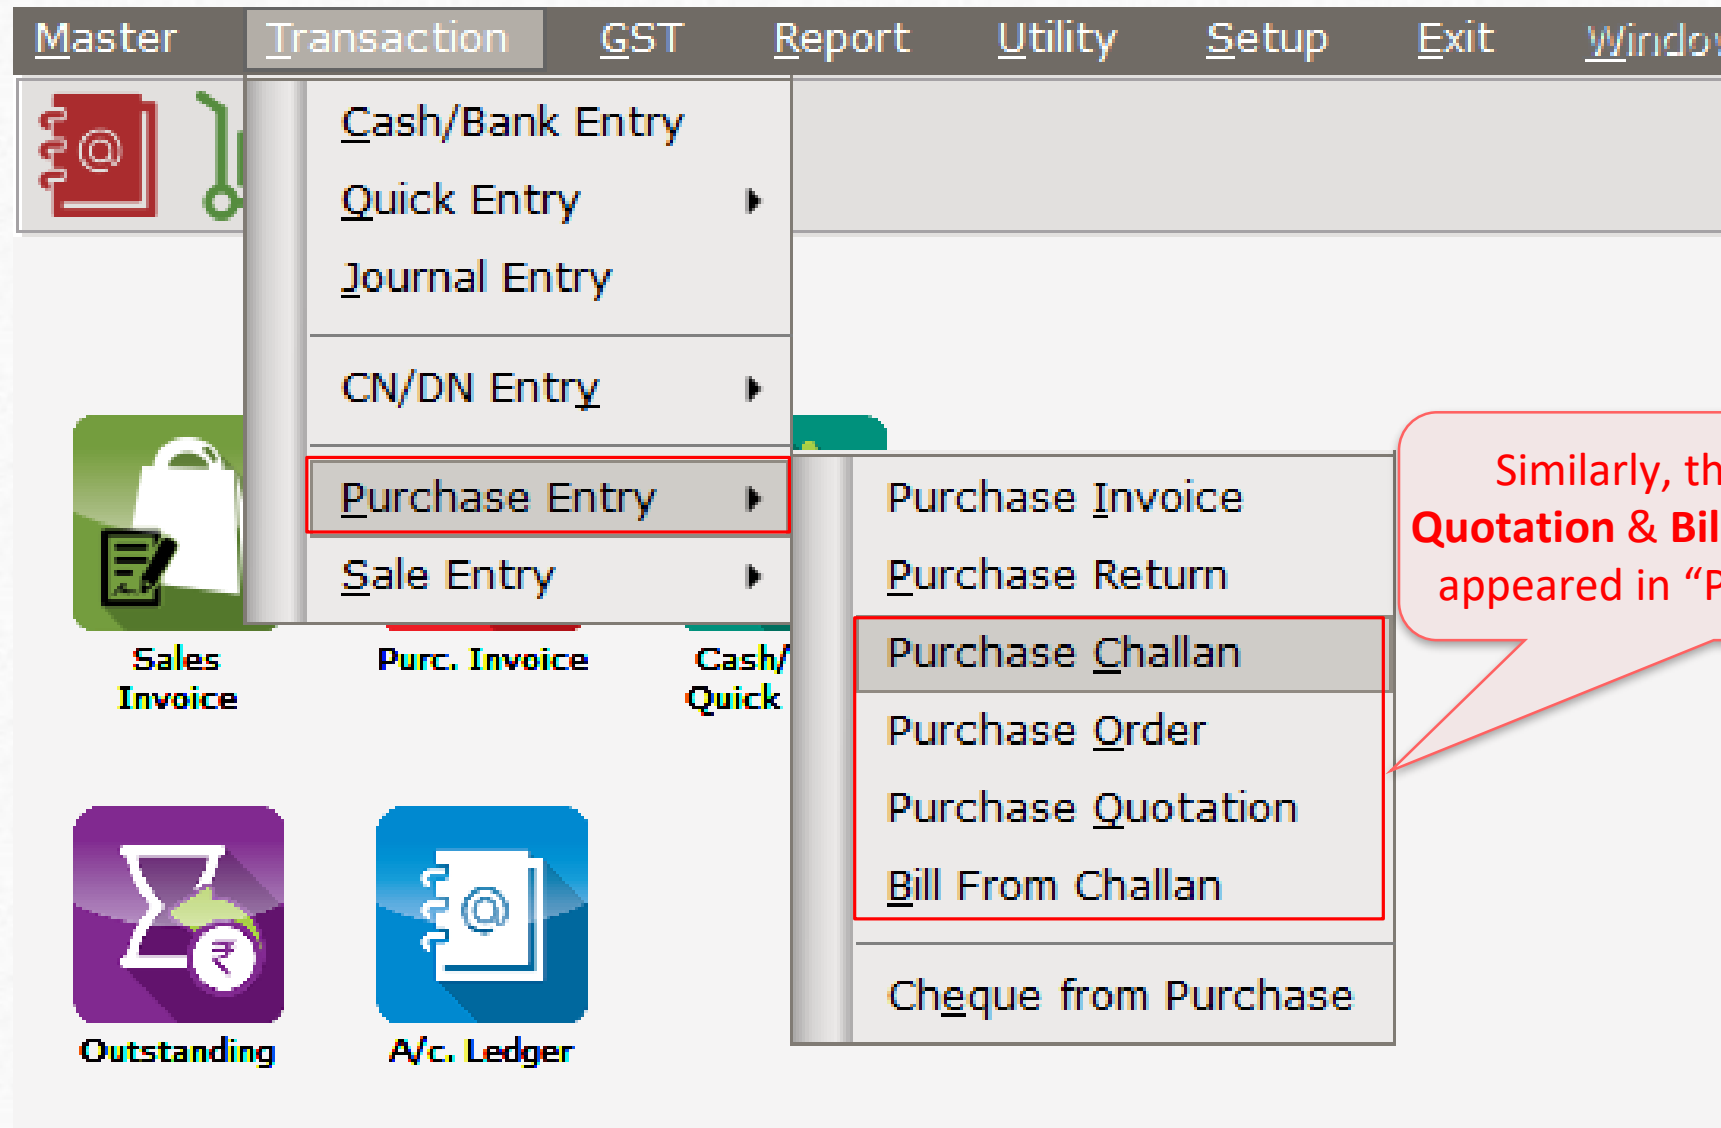 Master Transaction GST Report Utility Setup Exit
Cash/Bank Entry
Quick Entry
Journal Entry
CN/DN Entry
Purchase Entry
Sale Entry
Purchase Invoice
Purchase Return
Purchase Challan
Purchase Order
Purchase Quotation
Bill From Challan
Cheque from Purchase
Similarly,
Quotation &
appeared in
Sales
Invoice
Purc. Invoice
Cash/
Quick
Outstanding
A/c. Ledger
@
@
₹